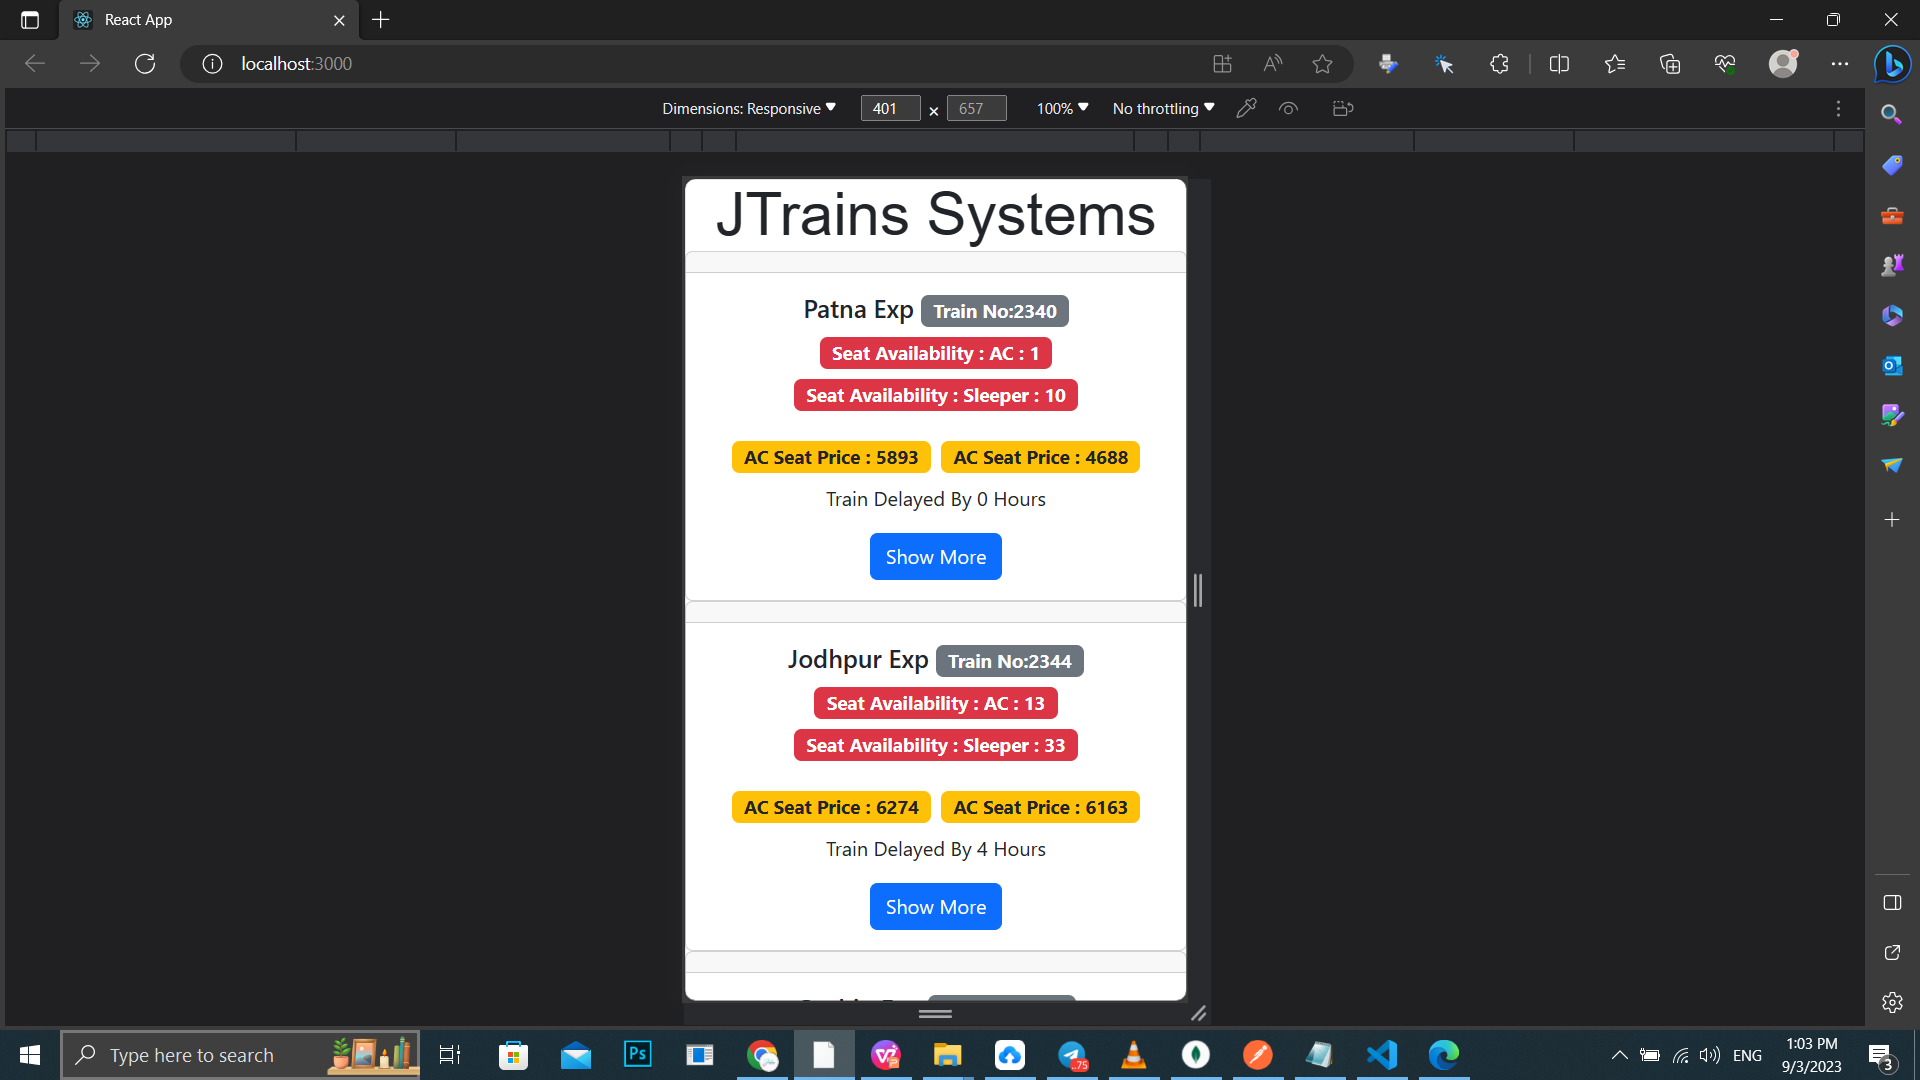 React App
localhost:3000
Dimensions: Responsive 401 × 657 100% No throttling
JTrains Systems
Patna Exp Train No:2340
Seat Availability : AC : 1
Seat Availability : Sleeper : 10
AC Seat Price : 5893 AC Seat Price : 4688
Train Delayed By 0 Hours
Show More
Jodhpur Exp Train No:2344
Seat Availability : AC : 13
Seat Availability : Sleeper : 33
AC Seat Price : 6274 AC Seat Price : 6163
Train Delayed By 4 Hours
Show More
Type here to search
Ps
.75
ENG
1:03 PM
9/3/2023
3